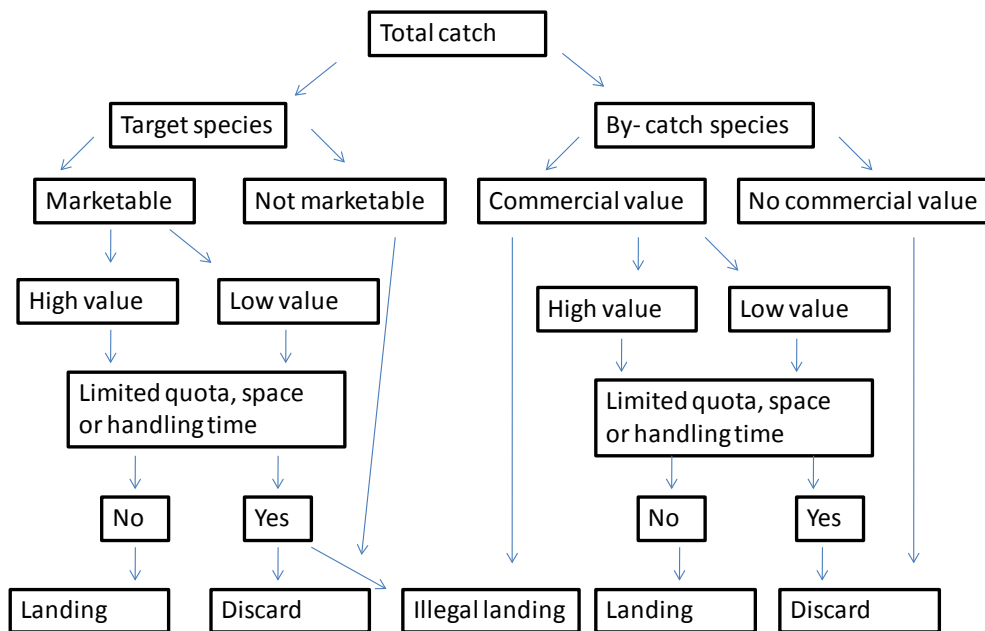 Total catch
Target species
By- catch species
Marketable
Not marketable
Commercial value
No commercial value
High value
Low value
High value
Low value
Limited quota, space
or handling time
Limited quota, space
or handling time
No
Yes
No
Yes
Landing
Discard
Illegal landing
Landing
Discard